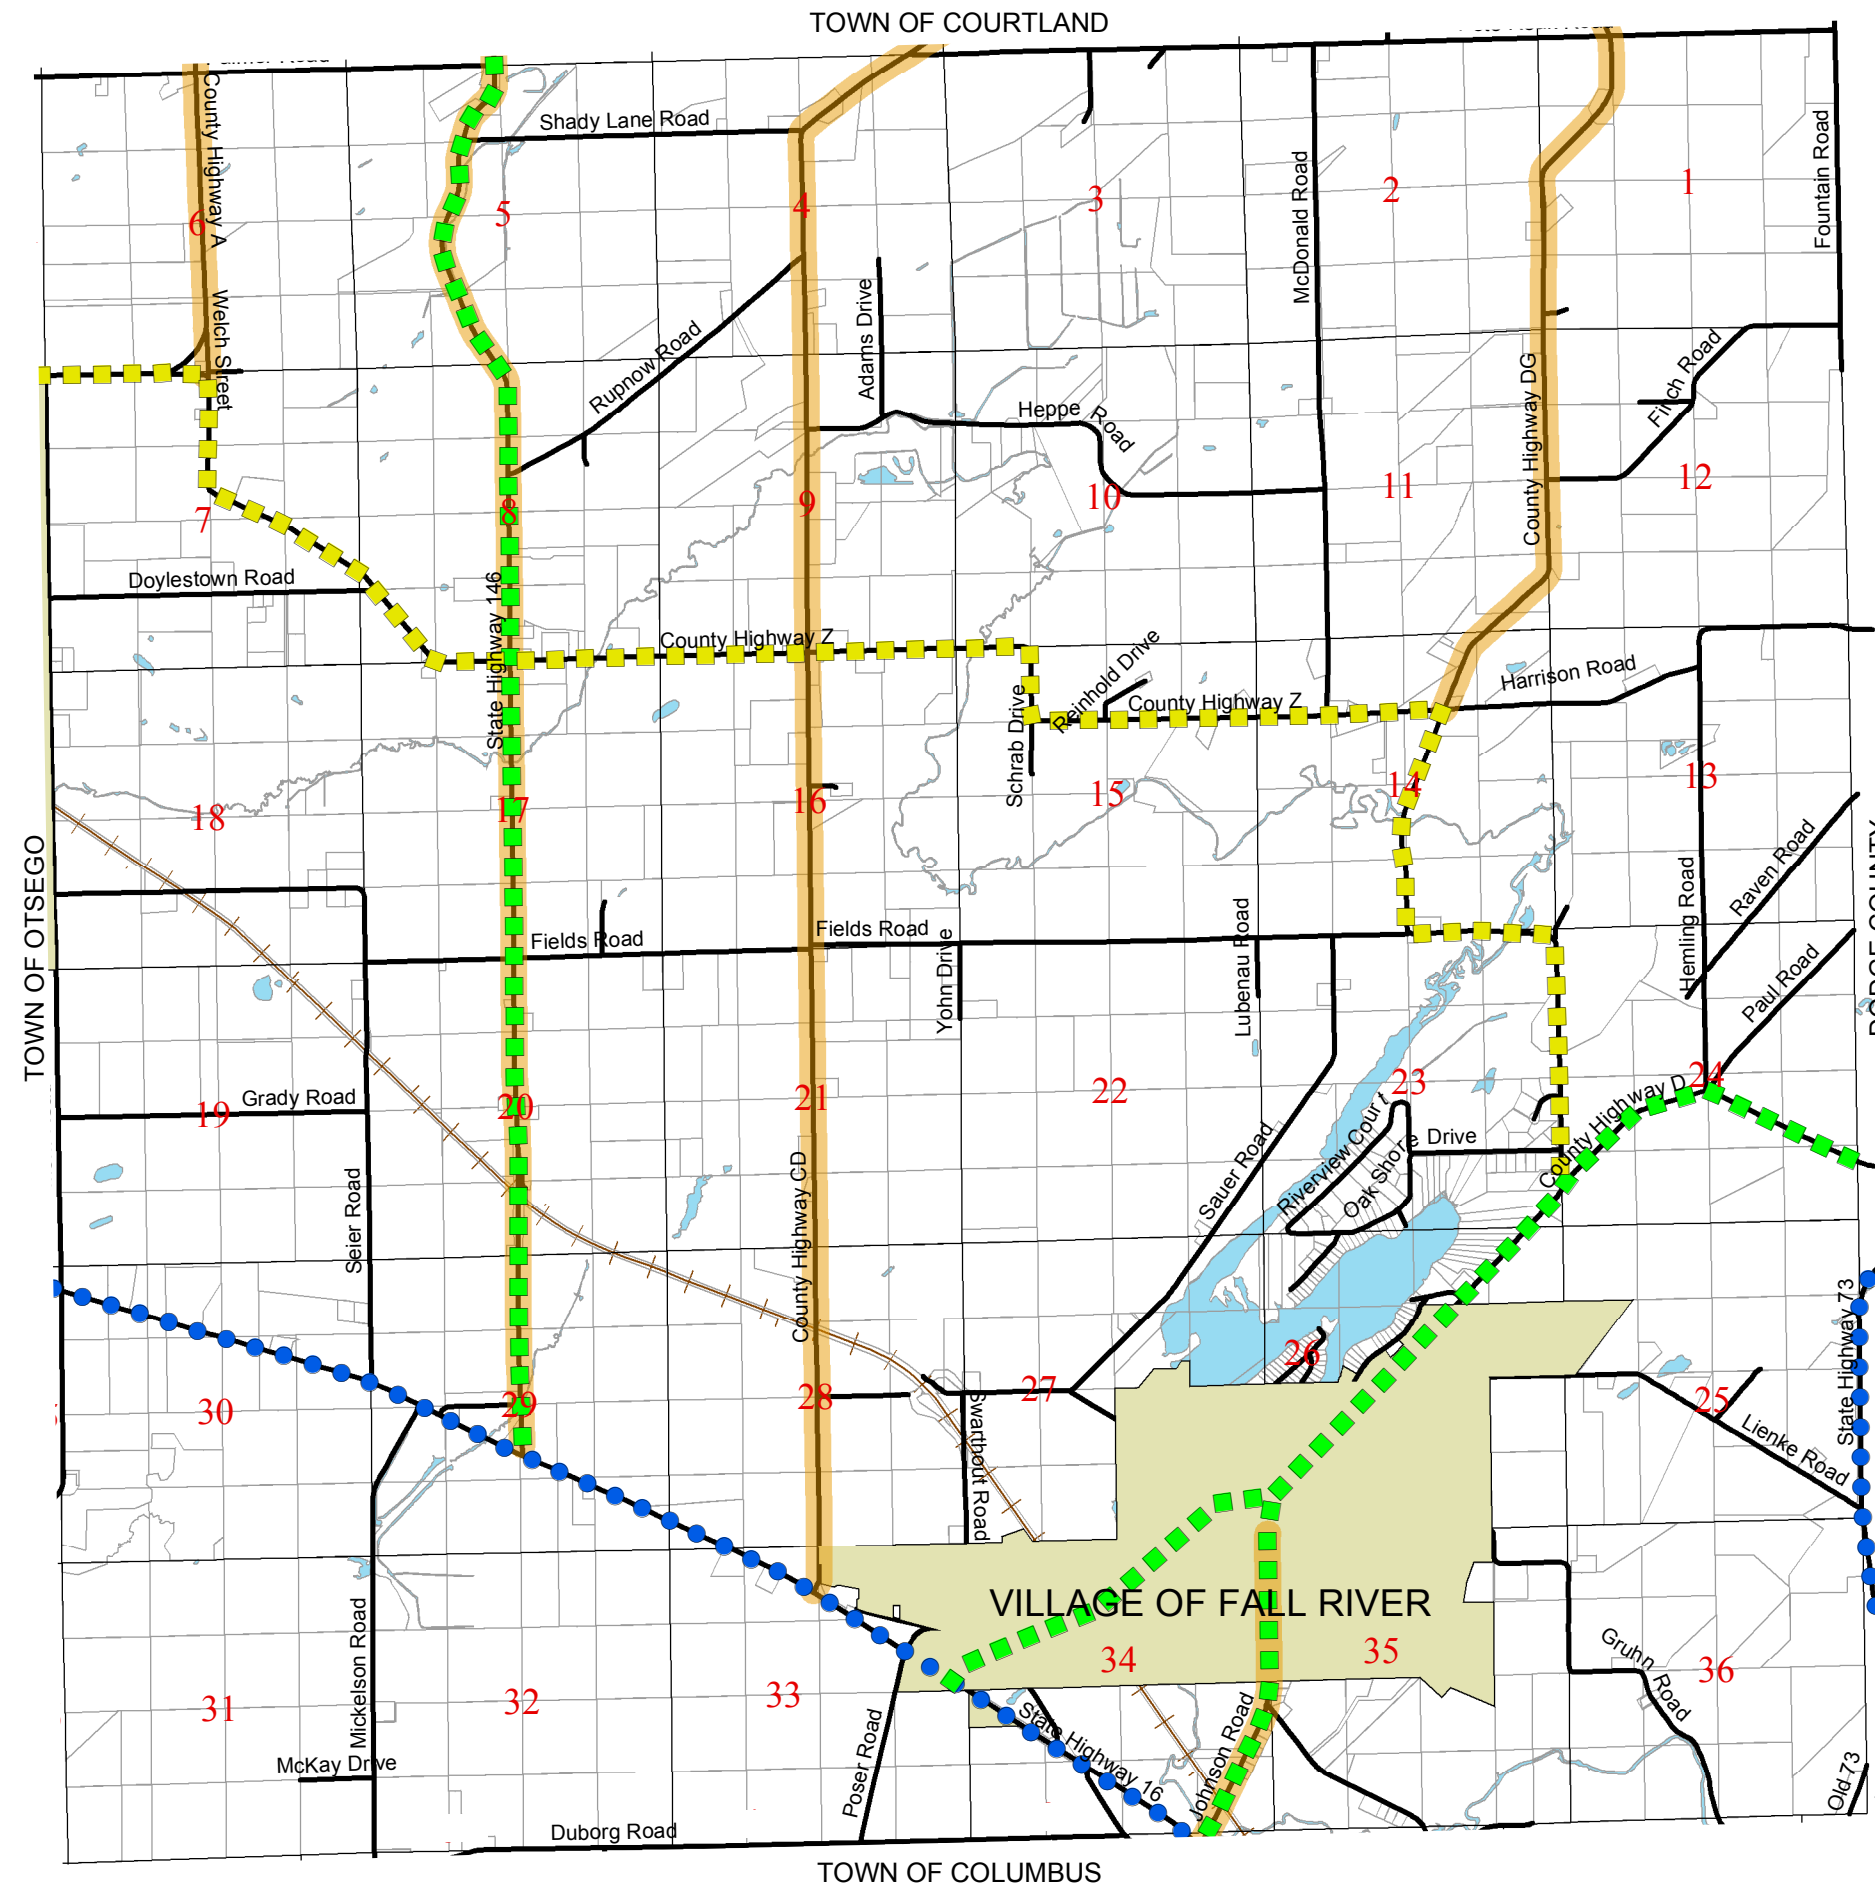 TOWN OF COURTLAND
County Highway A
Shady Lane Road
Fountain Road
McDonald Road
6
5
4
3
2
1
Welch Street
Adams Drive
Rupnow Road
Heppe Road
County Highway DG
Finch Road
7
8
9
10
11
12
Doylestown Road
State Highway 146
County Highway Z
Reinhold Drive
County Highway Z
Harrison Road
Schrab Drive
18
17
16
15
14
13
TOWN OF OTSEGO
Fields Road
Fields Road
Yohn Drive
Lubenau Road
Hemling Road
Raven Road
Paul Road
Grady Road
19
20
21
22
23
24
County Highway D
Riverview Court
Oak Shore Drive
Sauer Road
Seier Road
County Highway CD
State Highway 73
30
29
28
27
26
25
Swarthout Road
Lienke Road
VILLAGE OF FALL RIVER
31
32
33
34
35
36
Gruhn Road
Mickelson Road
McKay Drive
Poser Road
State Highway 16
Johnson Road
Old 73
Duborg Road
TOWN OF COLUMBUS